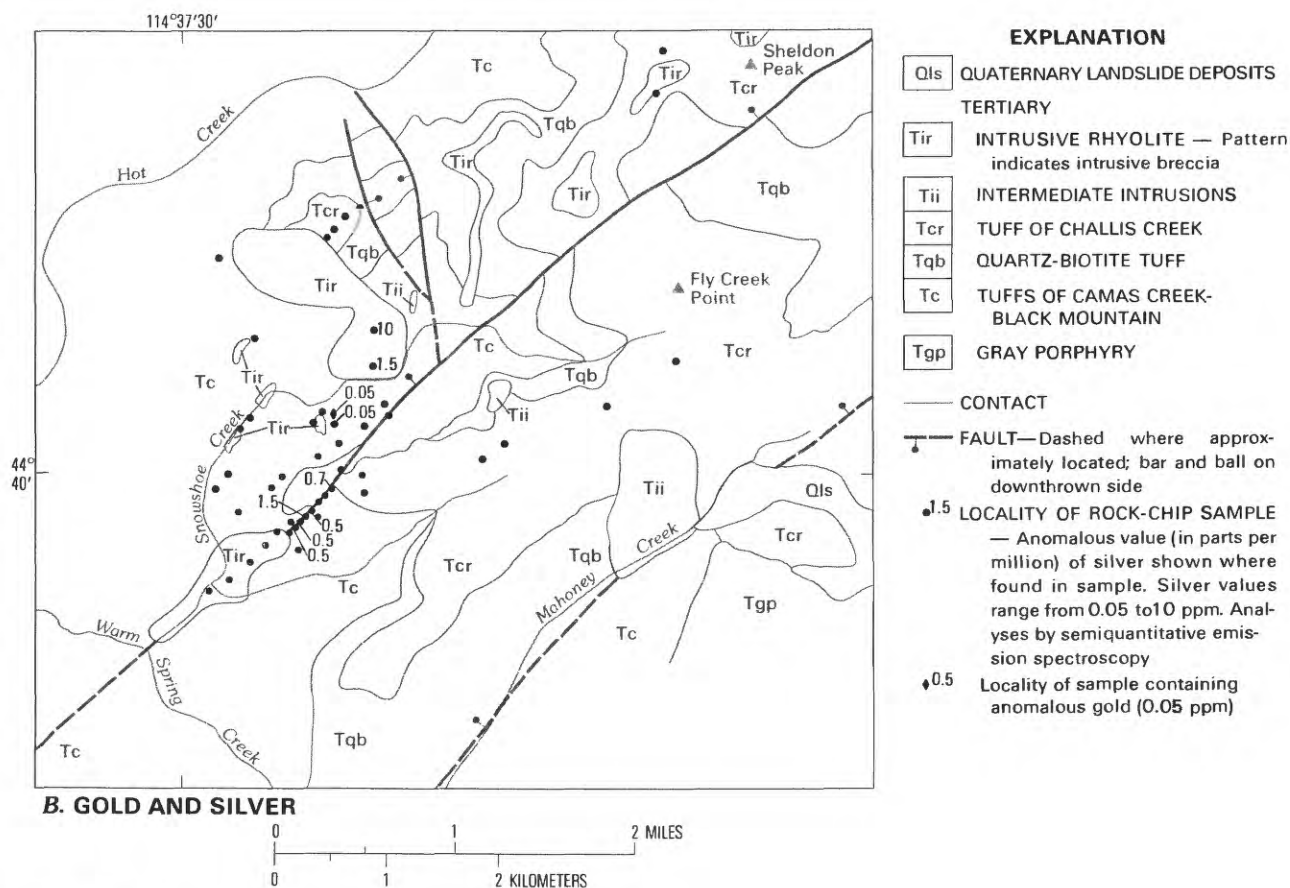 114°37'30"
EXPLANATION
Qls QUATERNARY LANDSLIDE DEPOSITS
TERTIARY
Tir INTRUSIVE RHYOLITE — Pattern
indicates intrusive breccia
Tii INTERMEDIATE INTRUSIONS
Tcr TUFF OF CHALLIS CREEK
Tqb QUARTZ-BIOTITE TUFF
Tc TUFFS OF CAMAS CREEK-
BLACK MOUNTAIN
Tgp GRAY PORPHYRY
CONTACT
FAULT—Dashed where approx-
imately located; bar and ball on
downthrown side
1.5 LOCALITY OF ROCK-CHIP SAMPLE
— Anomalous value (in parts per
million) of silver shown where
found in sample. Silver values
range from 0.05 to10 ppm. Anal-
yses by semiquantitative emis-
sion spectroscopy
0.5 Locality of sample containing
anomalous gold (0.05 ppm)
Tir
Sheldon
Peak
Tc
Tir
Tcr
Creek
Hot
Tqb
Tir
Tir
Tqb
Tcr
Tqb
Tir
Tii
Fly Creek
Point
10
Tc
Tcr
1.5
Tqb
Tc
Tir
0.05
0.05
Tii
Creek
Tir
44°
40'
0.7
Tii
Qls
Snowshoe
1.5
0.5
0.5
0.5
Creek
Tcr
Tir
Tqb
Tcr
Tc
Mahoney
Tgp
Warm
Tc
Spring
Creek
Tc
Tqb
B. GOLD AND SILVER
0 1 2 MILES
0 1 2 KILOMETERS